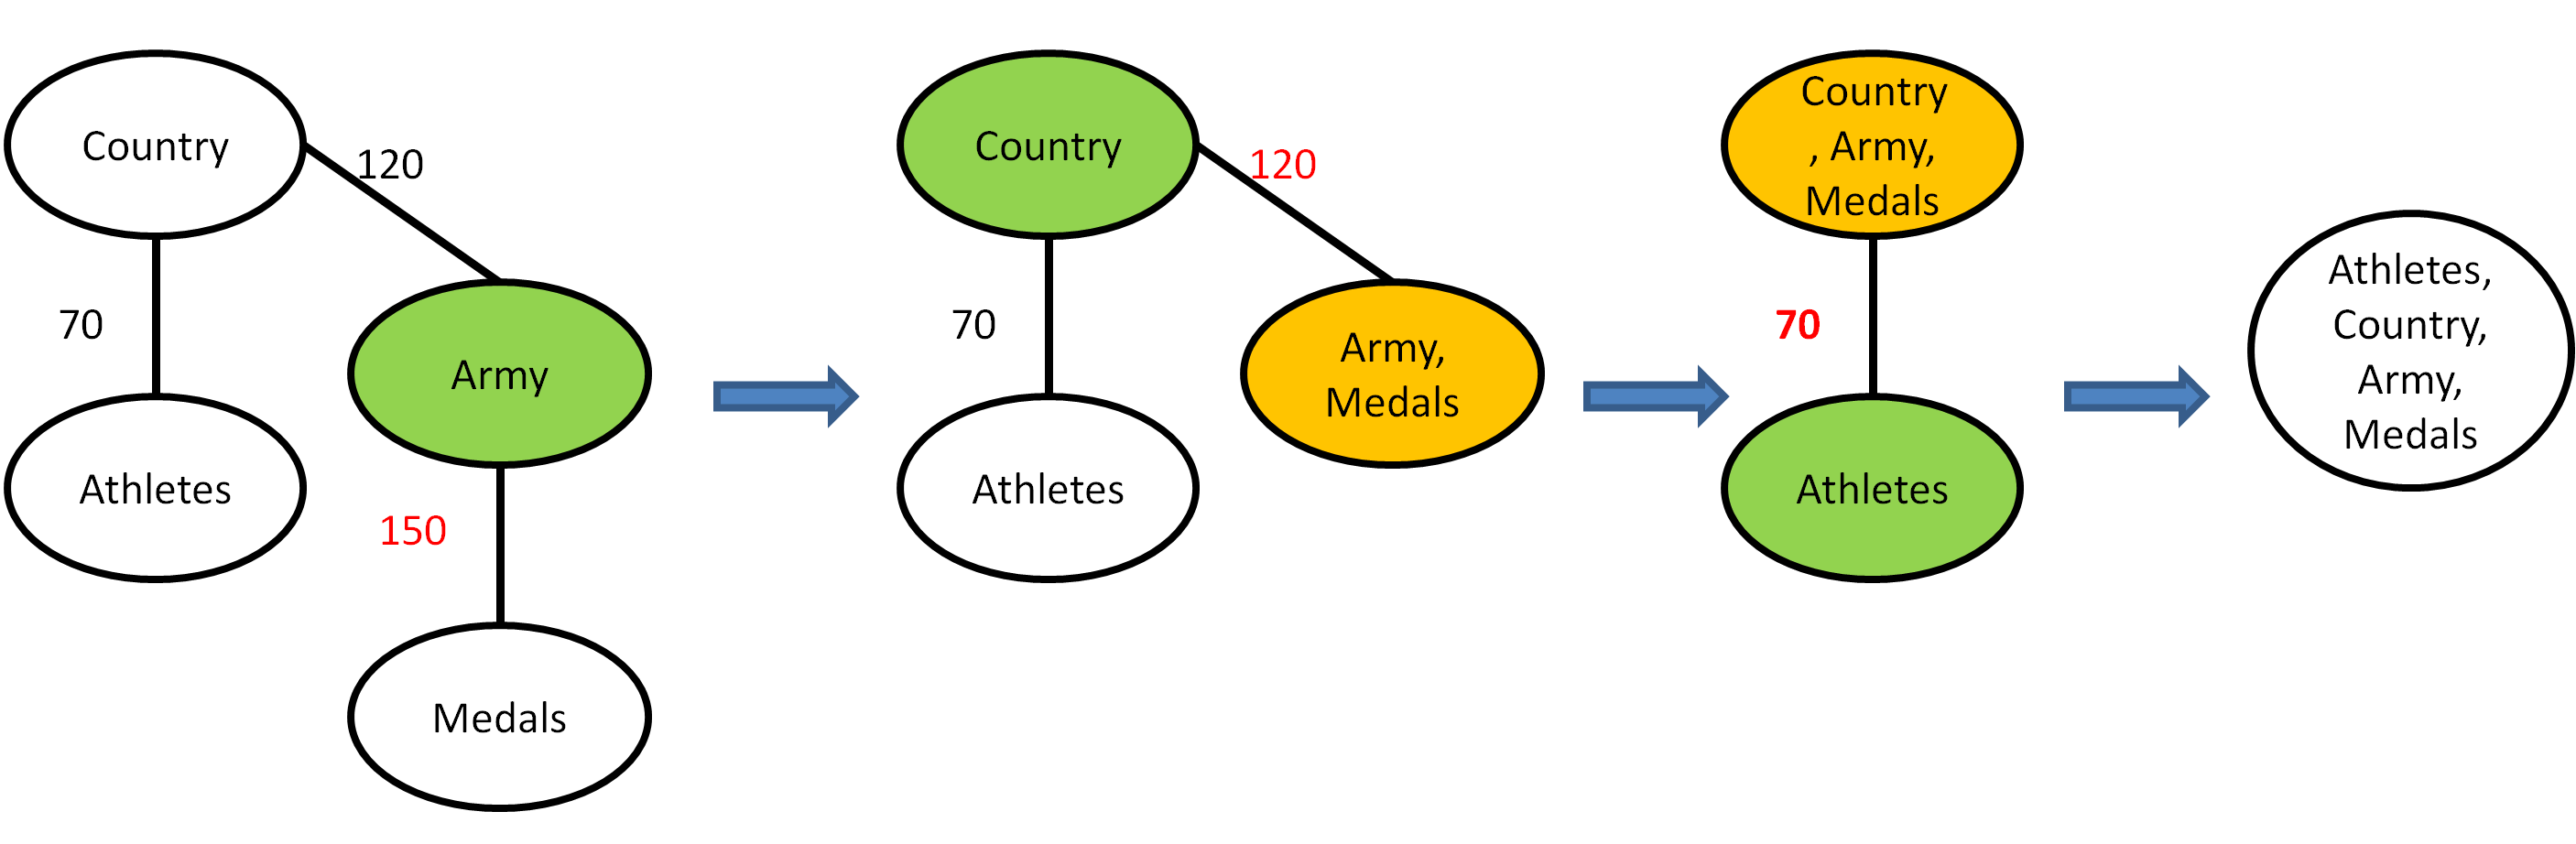 Country
120
70
Army
Athletes
150
Medals
Country
120
70
Army,
Medals
Athletes
Country
, Army,
Medals
70
Athletes
Athletes,
Country,
Army,
Medals